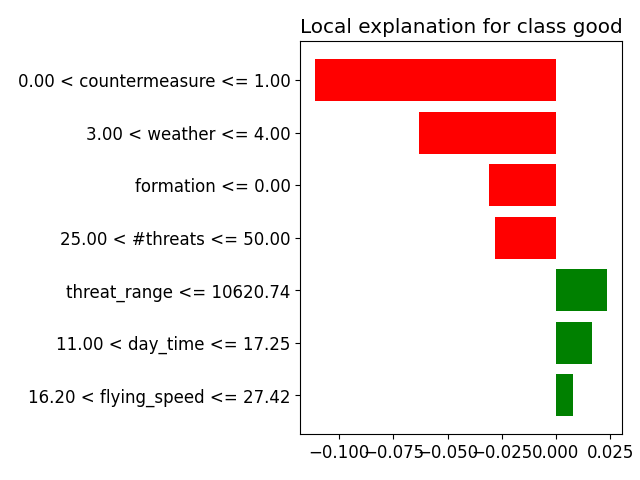 Local explanation for class good
0.00 < countermeasure <= 1.00
3.00 < weather <= 4.00
formation <= 0.00
25.00 < #threats <= 50.00
threat_range <= 10620.74
11.00 < day_time <= 17.25
16.20 < flying_speed <= 27.42
−0.100 −0.075 −0.050 −0.025 0.000 0.025